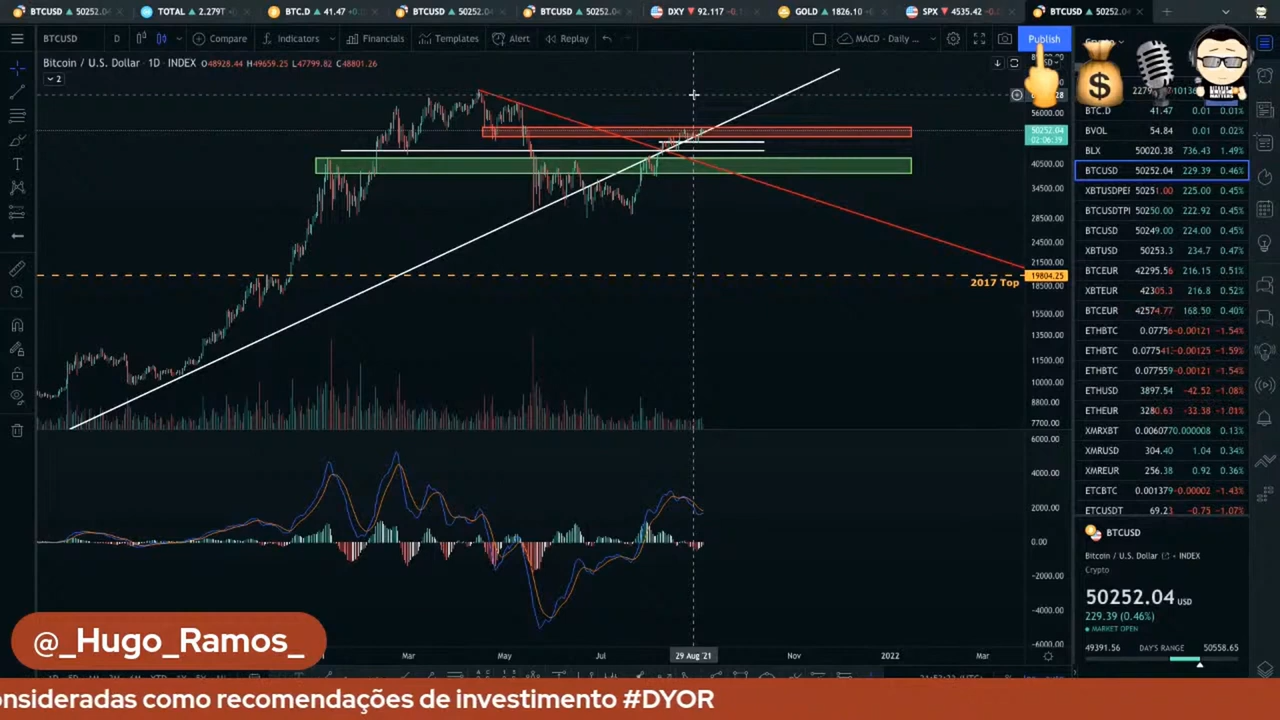 BTCUSD ▲ 50252.04
TOTAL ▲ 2.279T
BTC.D ▲ 41.47
BTCUSD ▲ 50252.04
BTCUSD ▲ 50252.
DXY ▼ 92.117
GOLD ▲ 1826.10
SPX ▼ 4535.42
BTCUSD ▲ 50252.04
BTCUSD
D
Compare
Indicators
Financials
Templates
Alert
Replay
MACD - Daily ...
Publish
Bitcoin / U.S. Dollar · 1D · INDEX O48928.44 H49659.25 L47799.82 C48801.26
2
56000.00
50252.04
02:06:39
40500.00
34500.00
28500.00
24500.00
21500.00
19804.25
18500.00
15500.00
13500.00
11500.00
10000.00
8800.00
7700.00
2017 Top
6000.00
4000.00
2000.00
0.00
-2000.00
-4000.00
-6000.00
Mar
May
Jul
29 Aug '21
Nov
2022
Mar
BTC.D 41.47 0.01 0.01%
BVOL 54.84 0.01 0.02%
BLX 50020.38 736.43 1.49%
BTCUSD 50252.04 229.39 0.46%
XBTUSDPER 50251.00 225.00 0.45%
BTCUSDTPI 50250.00 222.92 0.45%
BTCUSD 50249.00 224.00 0.45%
XBTUSD 50253.3 234.7 0.47%
BTCEUR 42295.56 216.15 0.51%
XBTEUR 42305.3 216.8 0.52%
BTCEUR 42574.77 168.50 0.40%
ETHBTC 0.07756 -0.00121 -1.54%
ETHBTC 0.077541 -0.00125 -1.59%
ETHBTC 0.077559 -0.00121 -1.54%
ETHUSD 3897.54 -42.52 -1.08%
ETHEUR 3280.63 -33.38 -1.01%
XMRXBT 0.006077 0.000008 0.13%
XMRUSD 304.40 1.04 0.34%
XMREUR 256.38 0.92 0.36%
ETCBTC 0.001379 -0.00002 -1.43%
ETCUSDT 69.23 -0.75 -1.07%
BTCUSD
Bitcoin / U.S. Dollar · INDEX
Crypto
50252.04 USD
229.39 (0.46%)
MARKET OPEN
49391.56 DAY'S RANGE 50558.65
@_Hugo_Ramos_
onsideradas como recomendações de investimento #DYOR